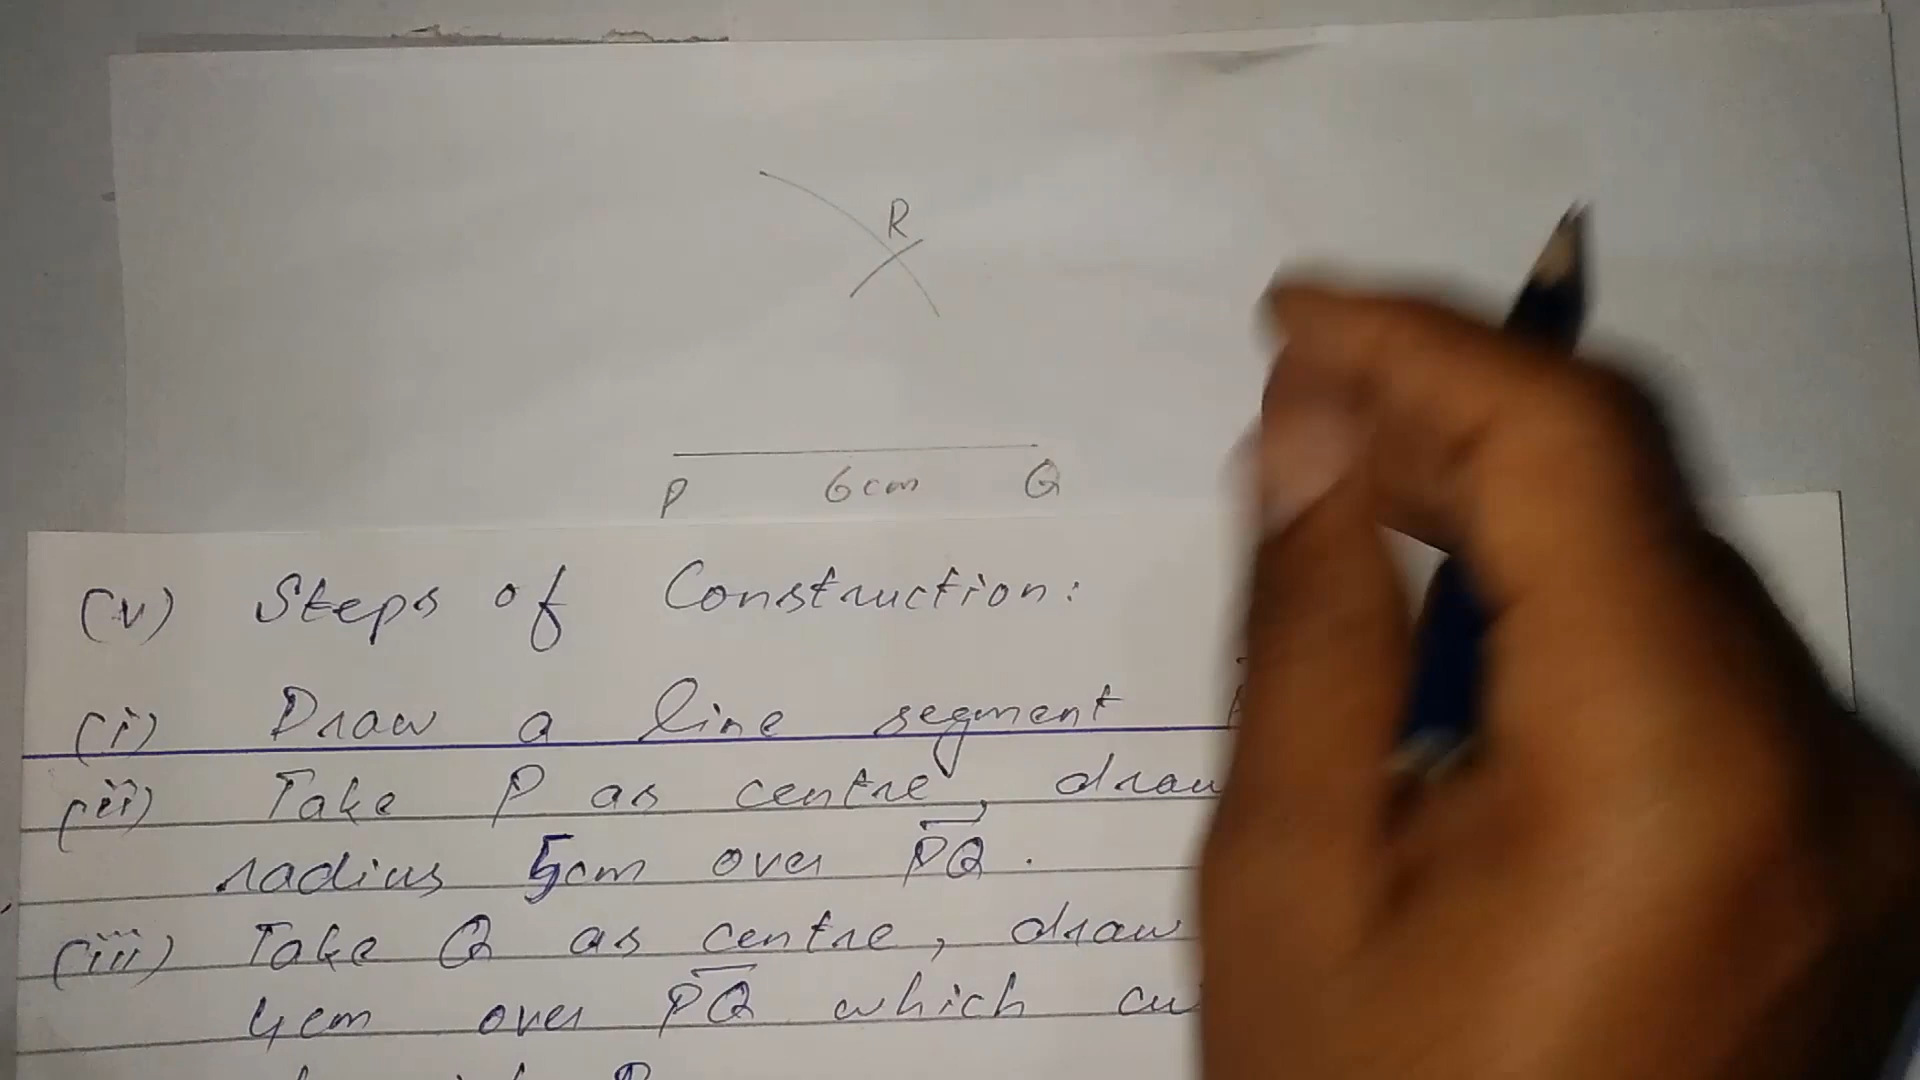 R
P 6cm Q
(v) Steps of Construction:
(i) Draw a line segment
(ii) Take P as centre, draw
radius 5cm over PQ.
(iii) Take Q as centre, draw
4cm over PQ which